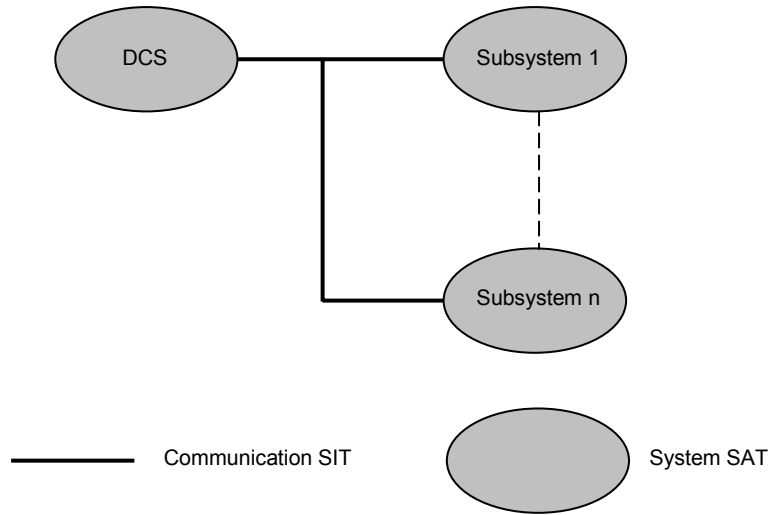 DCS
Subsystem 1
Subsystem n
Communication SIT
System SAT